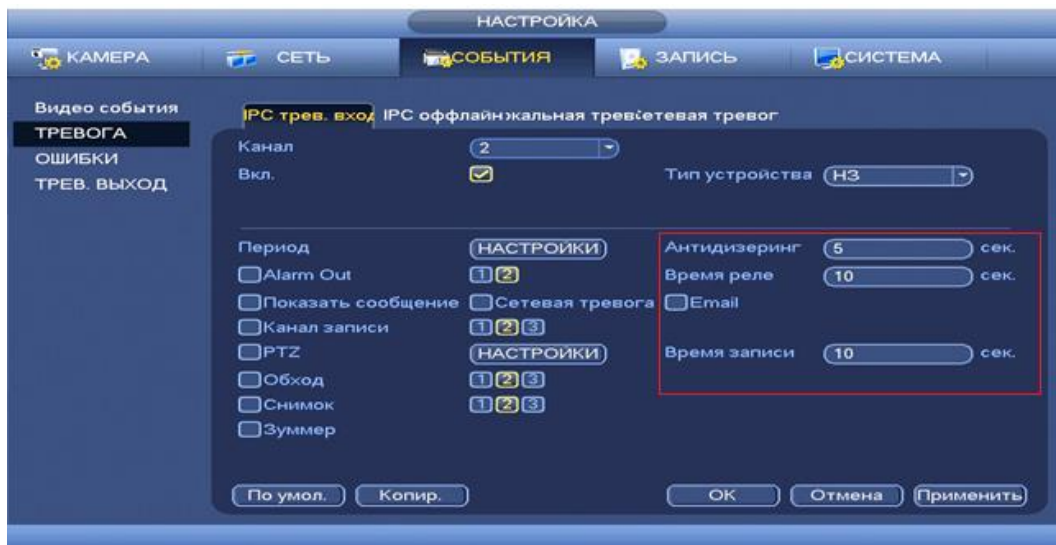 НАСТРОЙКА
КАМЕРА СЕТЬ СОБЫТИЯ ЗАПИСЬ СИСТЕМА
Видео события
ТРЕВОГА
ОШИБКИ
ТРЕВ. ВЫХОД
IPC трев. вход IPC оффлайн кальная трев сетевая тревог
Канал 2
Вкл. Тип устройства НЗ
Период НАСТРОЙКИ Антидизеринг 5 сек.
Alarm Out 1 2 Время реле 10 сек.
Показать сообщение Сетевая тревога Email
Канал записи 1 2 3
PTZ НАСТРОЙКИ Время записи 10 сек.
Обход 1 2 3
Снимок 1 2 3
Зуммер
По умол. Копир. ОК Отмена Применить